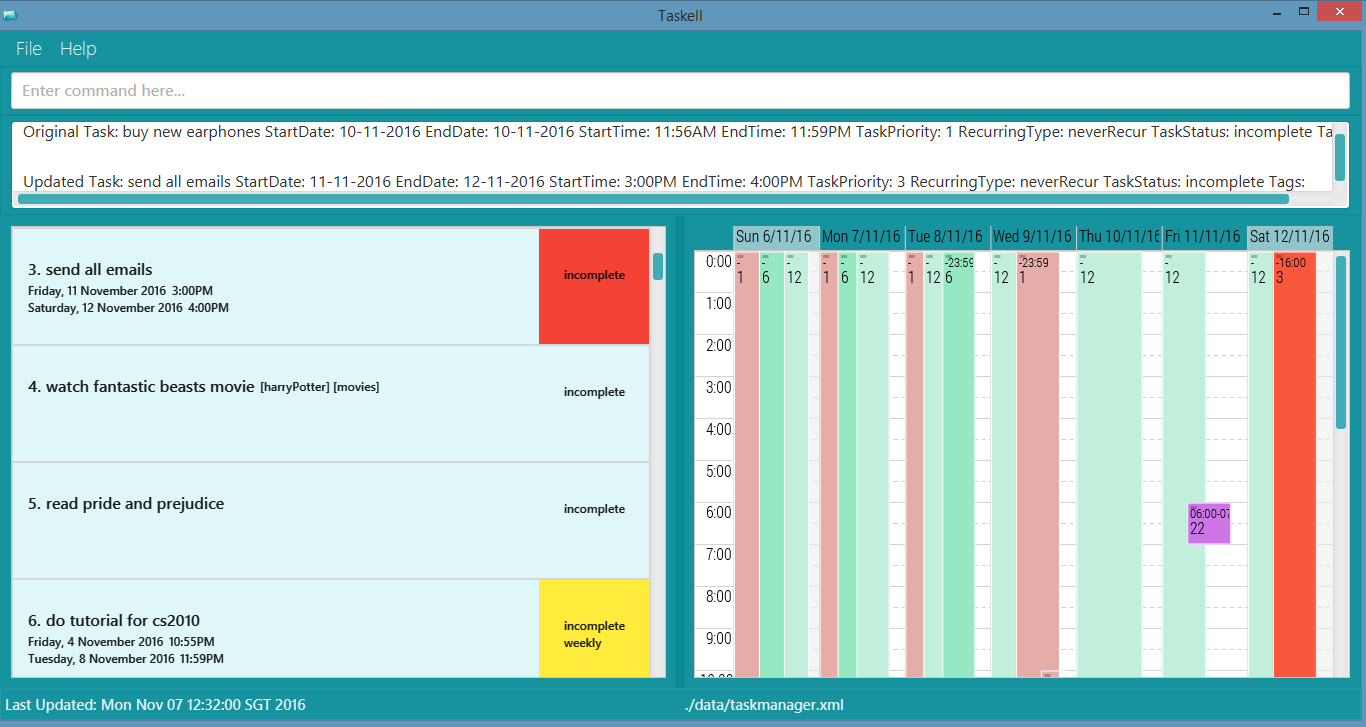 Taskell
File Help
Enter command here...
Original Task: buy new earphones StartDate: 10-11-2016 EndDate: 10-11-2016 StartTime: 11:56AM EndTime: 11:59PM TaskPriority: 1 RecurringType: neverRecur TaskStatus: incomplete Ta
Updated Task: send all emails StartDate: 11-11-2016 EndDate: 12-11-2016 StartTime: 3:00PM EndTime: 4:00PM TaskPriority: 3 RecurringType: neverRecur TaskStatus: incomplete Tags:
3. send all emails
Friday, 11 November 2016 3:00PM
Saturday, 12 November 2016 4:00PM
incomplete
4. watch fantastic beasts movie [harryPotter] [movies]
incomplete
5. read pride and prejudice
incomplete
6. do tutorial for cs2010
Friday, 4 November 2016 10:55PM
Tuesday, 8 November 2016 11:59PM
incomplete
weekly
Sun 6/11/16 Mon 7/11/16 Tue 8/11/16 Wed 9/11/16 Thu 10/11/16 Fri 11/11/16 Sat 12/11/16
0:00 - - - - - - - - -23:59 - -23:59 - - - -16:00
1 6 12 1 6 12 1 12 6 12 1 12 12 12 3
1:00
2:00
3:00
4:00
5:00
6:00 06:00-07
22
7:00
8:00
9:00
10:00
Last Updated: Mon Nov 07 12:32:00 SGT 2016
./data/taskmanager.xml